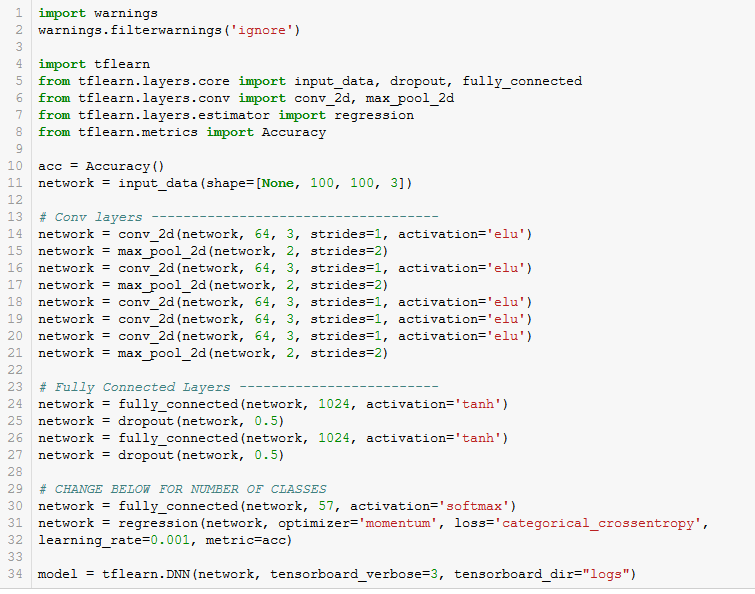 1 import warnings
2 warnings.filterwarnings('ignore')
3
4 import tflearn
5 from tflearn.layers.core import input_data, dropout, fully_connected
6 from tflearn.layers.conv import conv_2d, max_pool_2d
7 from tflearn.layers.estimator import regression
8 from tflearn.metrics import Accuracy
9
10 acc = Accuracy()
11 network = input_data(shape=[None, 100, 100, 3])
12
13 # Conv layers ------------------------------------
14 network = conv_2d(network, 64, 3, strides=1, activation='elu')
15 network = max_pool_2d(network, 2, strides=2)
16 network = conv_2d(network, 64, 3, strides=1, activation='elu')
17 network = max_pool_2d(network, 2, strides=2)
18 network = conv_2d(network, 64, 3, strides=1, activation='elu')
19 network = conv_2d(network, 64, 3, strides=1, activation='elu')
20 network = conv_2d(network, 64, 3, strides=1, activation='elu')
21 network = max_pool_2d(network, 2, strides=2)
22
23 # Fully Connected Layers -------------------------
24 network = fully_connected(network, 1024, activation='tanh')
25 network = dropout(network, 0.5)
26 network = fully_connected(network, 1024, activation='tanh')
27 network = dropout(network, 0.5)
28
29 # CHANGE BELOW FOR NUMBER OF CLASSES
30 network = fully_connected(network, 57, activation='softmax')
31 network = regression(network, optimizer='momentum', loss='categorical_crossentropy',
32 learning_rate=0.001, metric=acc)
33
34 model = tflearn.DNN(network, tensorboard_verbose=3, tensorboard_dir="logs")